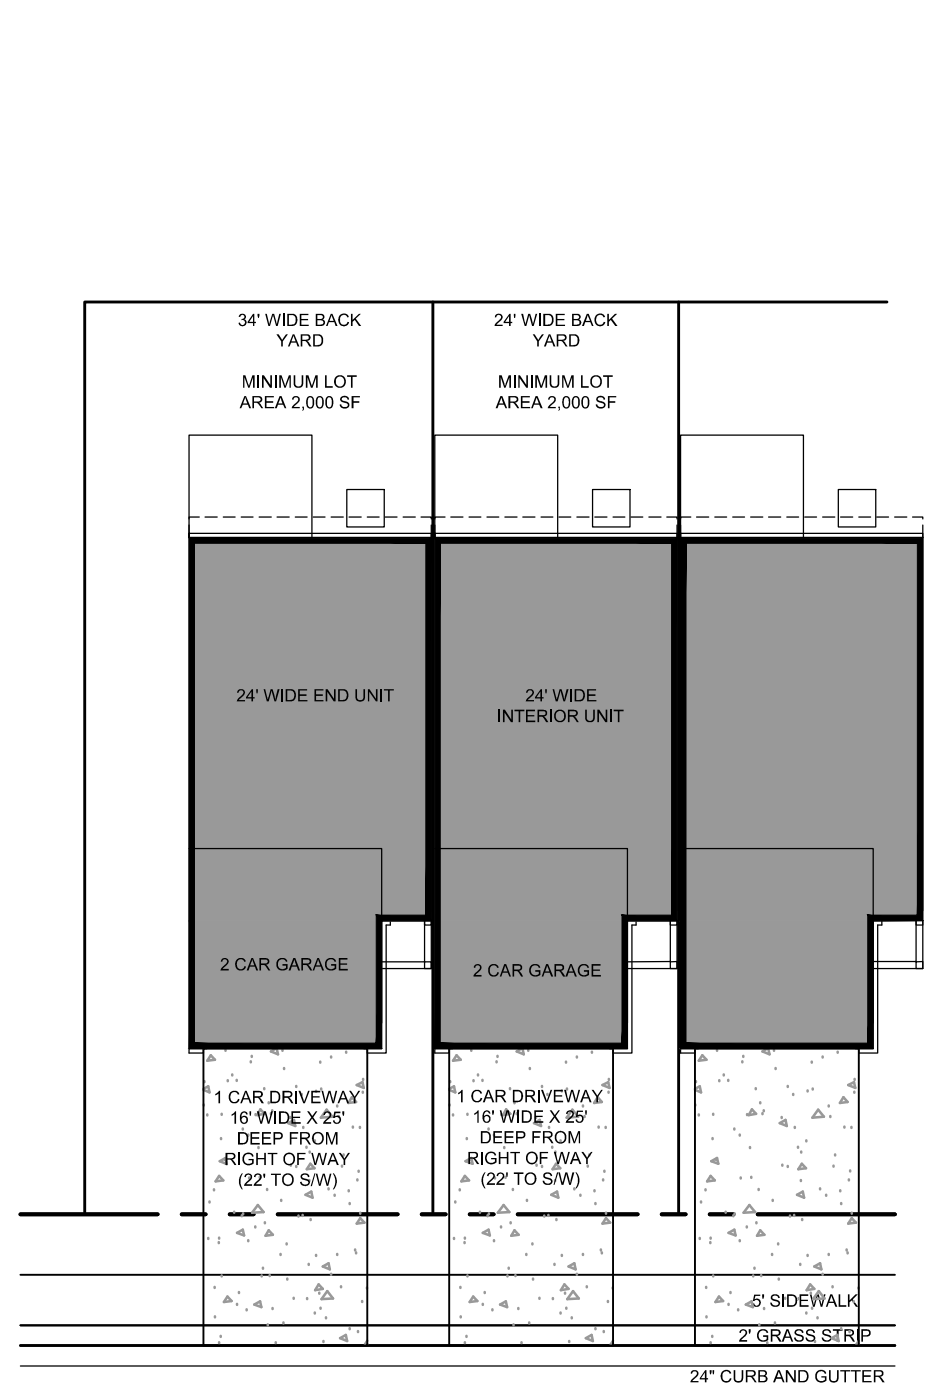 34' WIDE BACK
YARD
MINIMUM LOT
AREA 2,000 SF
24' WIDE BACK
YARD
MINIMUM LOT
AREA 2,000 SF
24' WIDE END UNIT
24' WIDE
INTERIOR UNIT
2 CAR GARAGE
2 CAR GARAGE
1 CAR DRIVEWAY
16' WIDE X 25'
DEEP FROM
RIGHT OF WAY
(22' TO S/W)
1 CAR DRIVEWAY
16' WIDE X 25'
DEEP FROM
RIGHT OF WAY
(22' TO S/W)
5' SIDEWALK
2' GRASS STRIP
24" CURB AND GUTTER